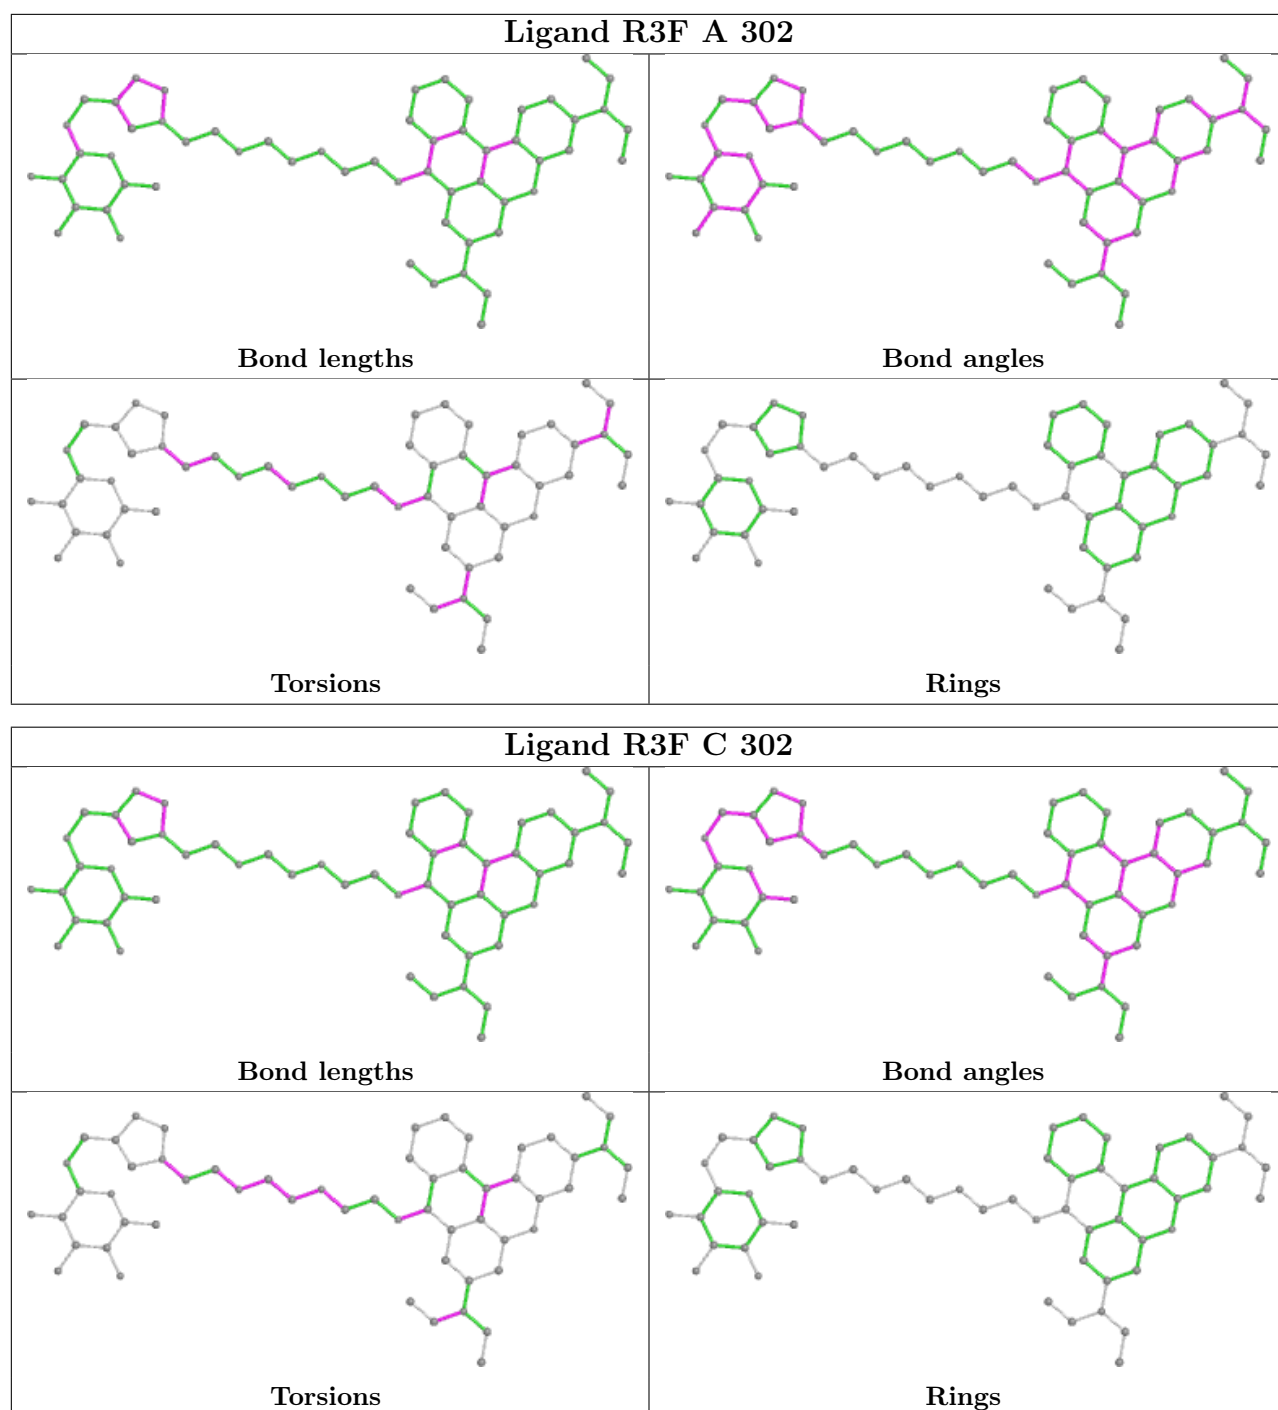 Ligand R3F A 302
Bond lengths
Bond angles
Torsions
Rings
Ligand R3F C 302
Bond lengths
Bond angles
Torsions
Rings